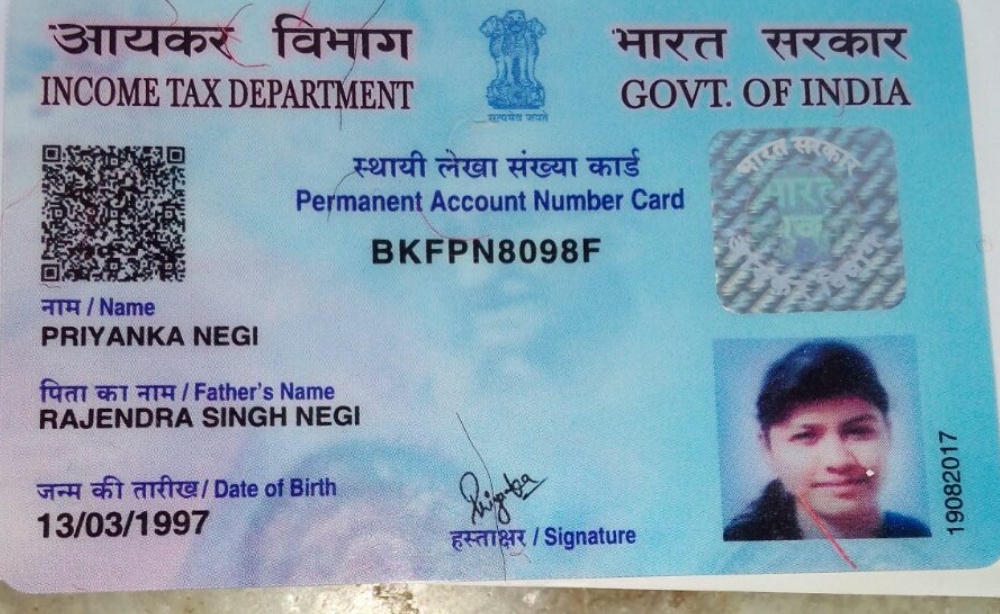 आयकर विभाग
INCOME TAX DEPARTMENT
सत्यमेव जयते
भारत सरकार
GOVT. OF INDIA
स्थायी लेखा संख्या कार्ड
Permanent Account Number Card
BKFPN8098F
भारत सरकार
भारत
नाम / Name
PRIYANKA NEGI
पिता का नाम / Father's Name
RAJENDRA SINGH NEGI
जन्म की तारीख / Date of Birth
13/03/1997
Priyanka
हस्ताक्षर / Signature
19082017